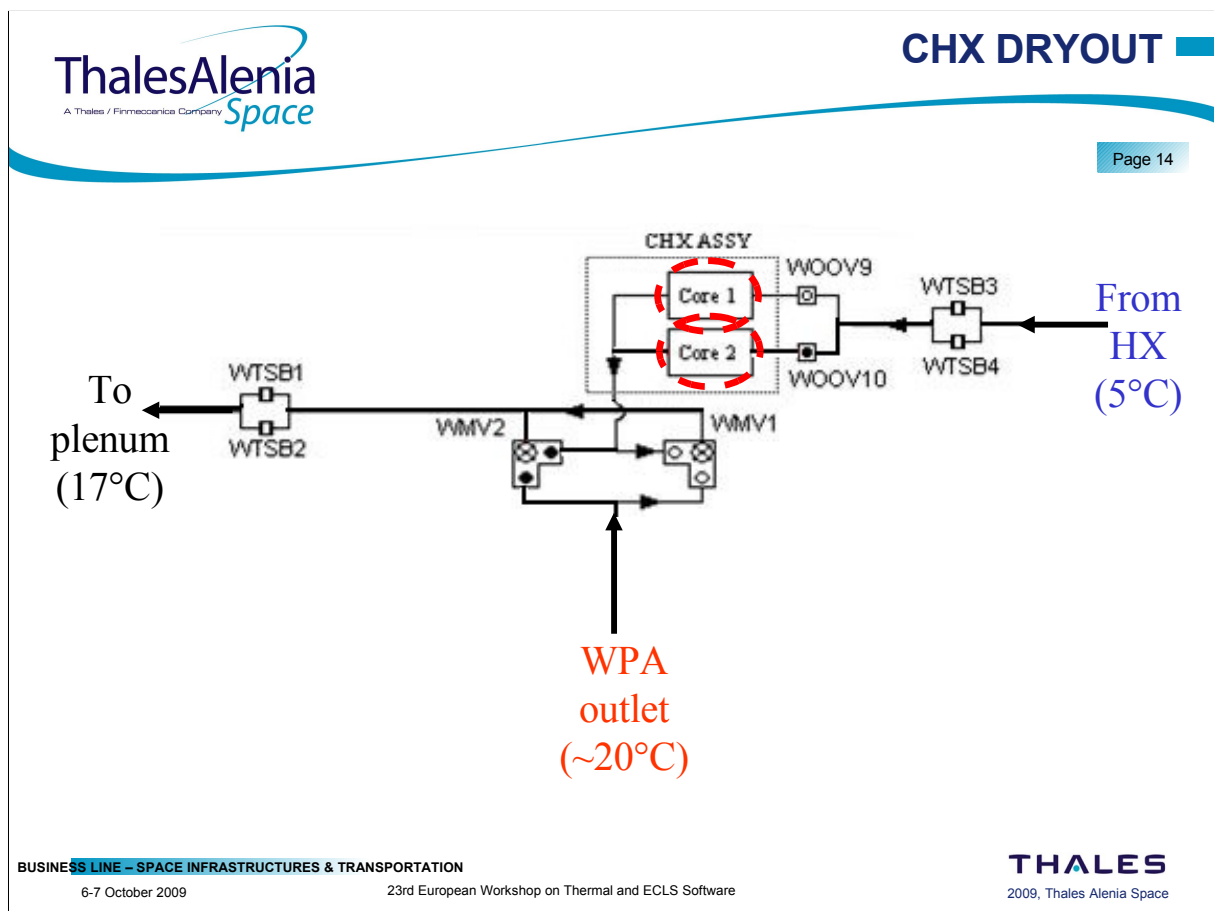 ThalesAlenia
A Thales / Finmeccanica Company Space
CHX DRYOUT
Page 14
CHX ASSY
Core 1
Core 2
WOOV9
WOOV10
WTSB3
WTSB4
From
HX
(5°C)
To
plenum
(17°C)
WTSB1
WTSB2
WMV2
WMV1
WPA
outlet
(~20°C)
BUSINESS LINE – SPACE INFRASTRUCTURES & TRANSPORTATION
6-7 October 2009
23rd European Workshop on Thermal and ECLS Software
THALES
2009, Thales Alenia Space